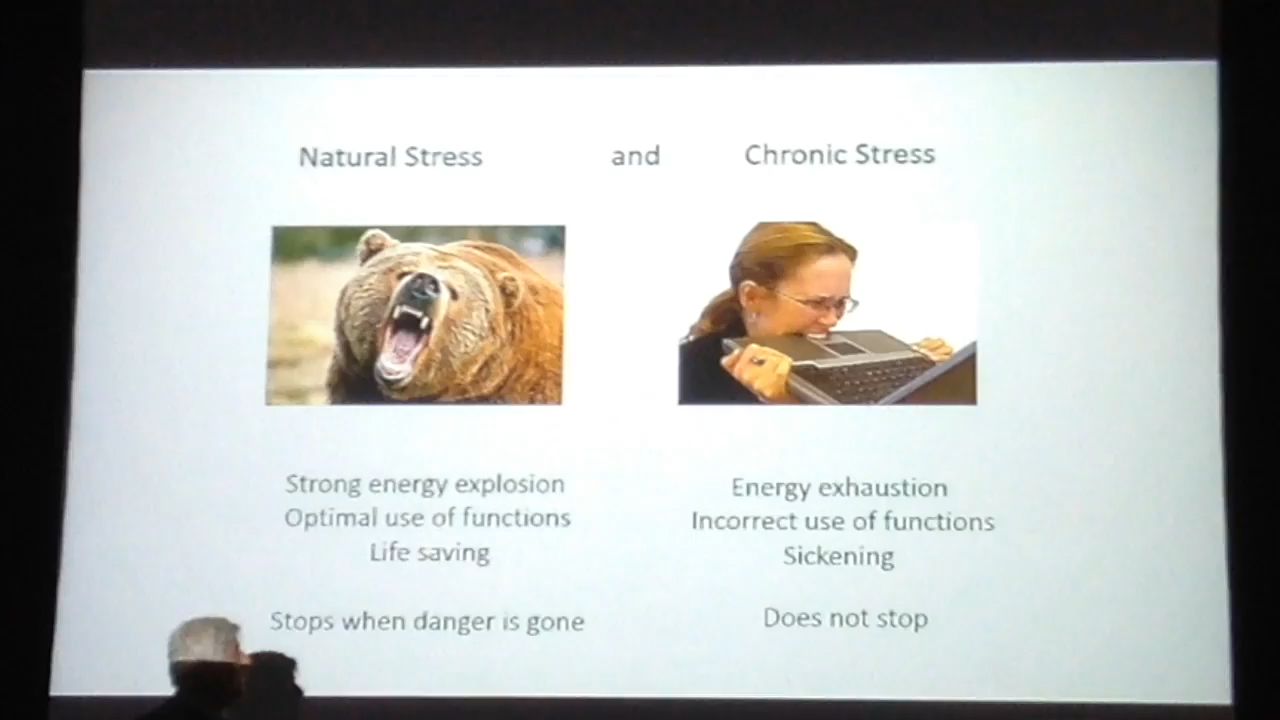 Natural Stress and Chronic Stress
Strong energy explosion
Optimal use of functions
Life saving
Stops when danger is gone
Energy exhaustion
Incorrect use of functions
Sickening
Does not stop